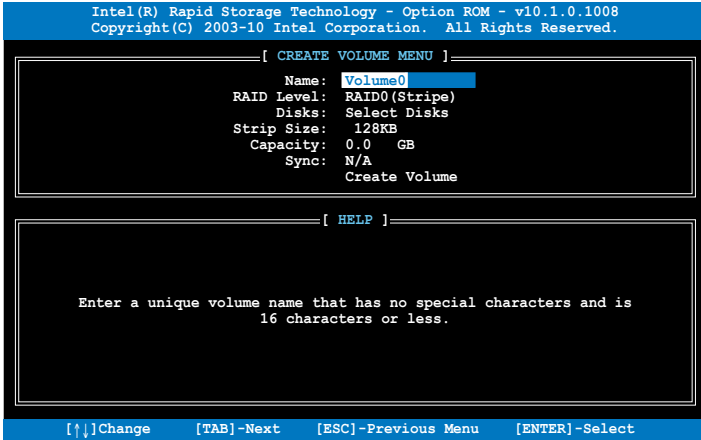 Intel(R) Rapid Storage Technology - Option ROM - v10.1.0.1008
Copyright(C) 2003-10 Intel Corporation. All Rights Reserved.
[ CREATE VOLUME MENU ]
Name: Volume0
RAID Level: RAID0(Stripe)
Disks: Select Disks
Strip Size: 128KB
Capacity: 0.0 GB
Sync: N/A
Create Volume
[ HELP ]
Enter a unique volume name that has no special characters and is
16 characters or less.
[↑↓]Change [TAB]-Next [ESC]-Previous Menu [ENTER]-Select